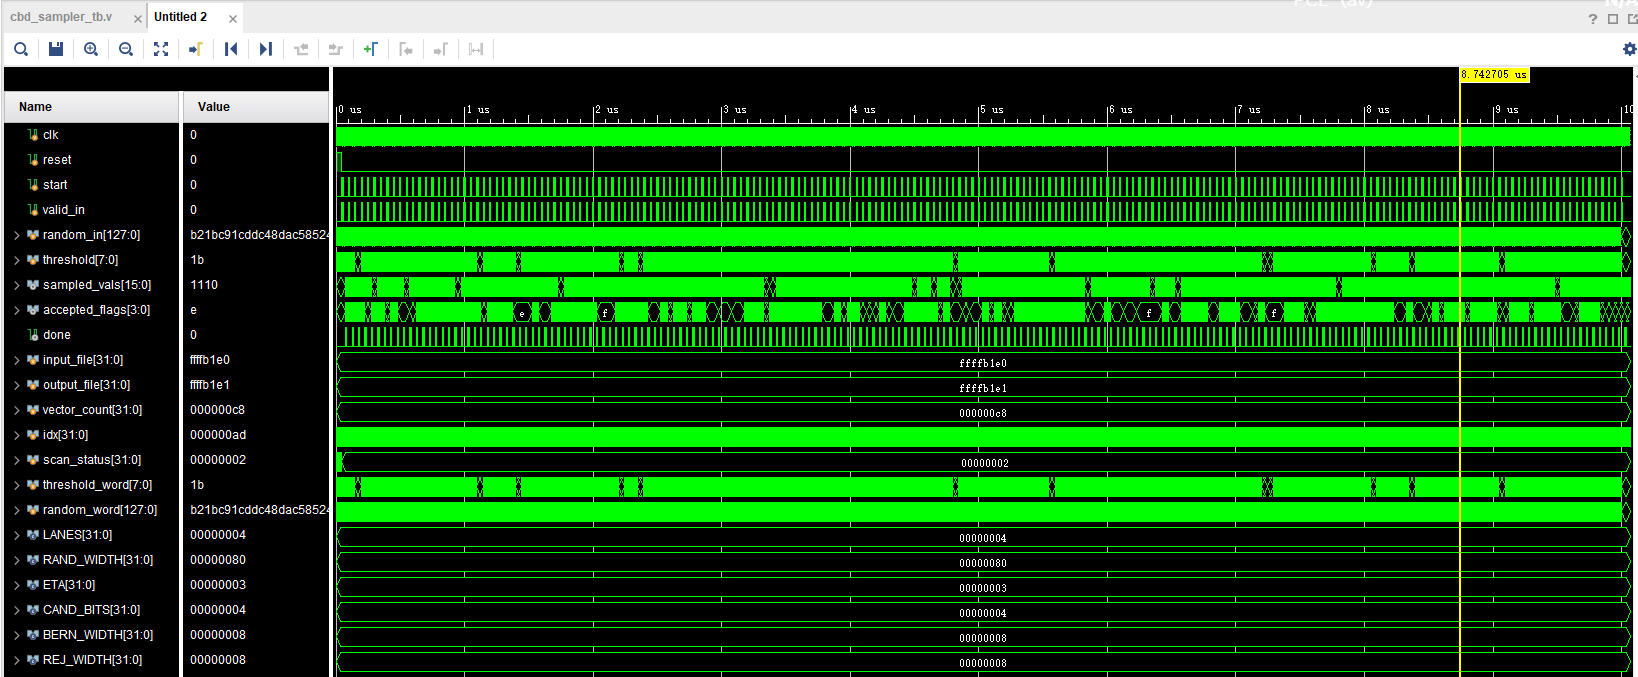 cbd_sampler_tb.v
Untitled 2
8.742705 us
Name Value
0 us 1 us 2 us 3 us 4 us 5 us 6 us 7 us 8 us 9 us 10
clk 0
reset 0
start 0
valid_in 0
random_in[127:0] b21bc91cddc48dac58524
threshold[7:0] 1b
sampled_vals[15:0] 1110
accepted_flags[3:0] e e f f f
done 0
input_file[31:0] ffffb1e0 ffffb1e0
output_file[31:0] ffffb1e1 ffffb1e1
vector_count[31:0] 000000c8 000000c8
idx[31:0] 000000ad
scan_status[31:0] 00000002 00000002
threshold_word[7:0] 1b
random_word[127:0] b21bc91cddc48dac58524
LANES[31:0] 00000004 00000004
RAND_WIDTH[31:0] 00000080 00000080
ETA[31:0] 00000003 00000003
CAND_BITS[31:0] 00000004 00000004
BERN_WIDTH[31:0] 00000008 00000008
REJ_WIDTH[31:0] 00000008 00000008